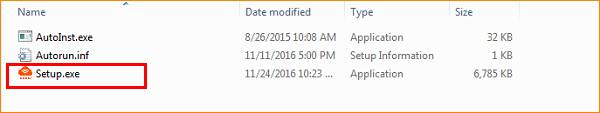 Name Date modified Type Size
AutoInst.exe 8/26/2015 10:08 AM Application 32 KB
Autorun.inf 11/11/2016 5:00 PM Setup Information 1 KB
Setup.exe 11/24/2016 10:23 ... Application 6,785 KB